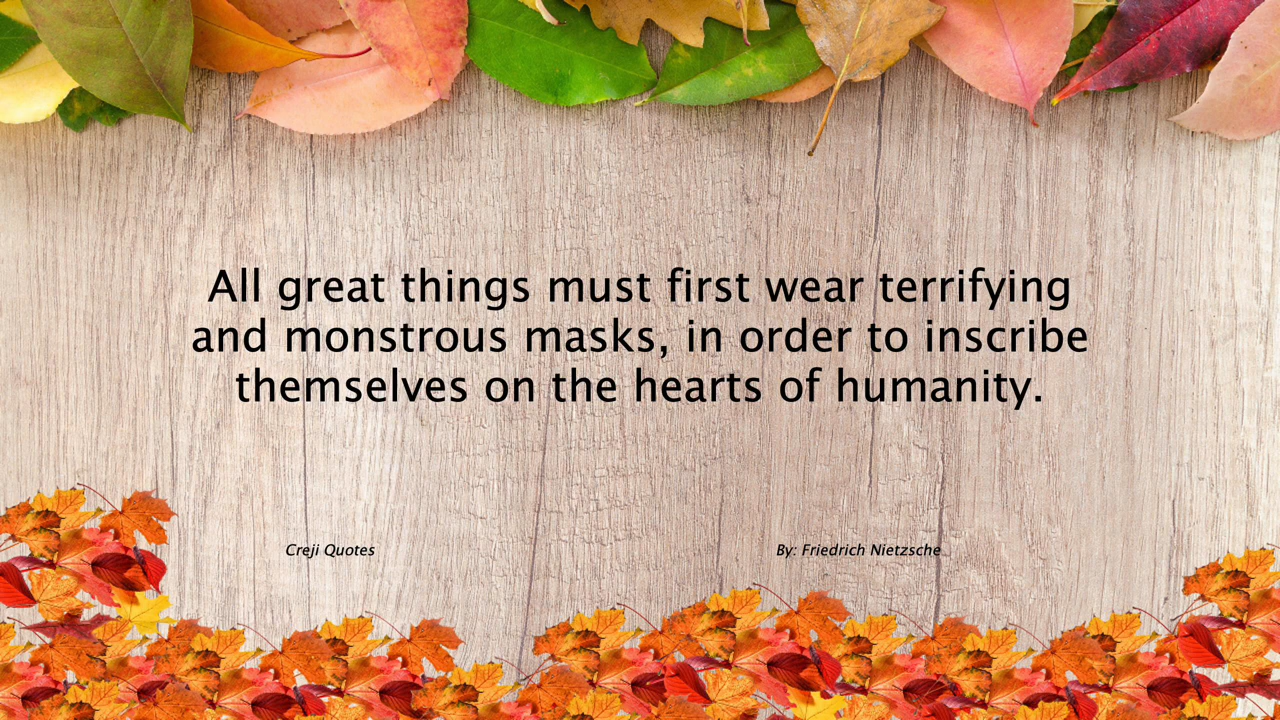 All great things must first wear terrifying
and monstrous masks, in order to inscribe
themselves on the hearts of humanity.
Creji Quotes
By: Friedrich Nietzsche